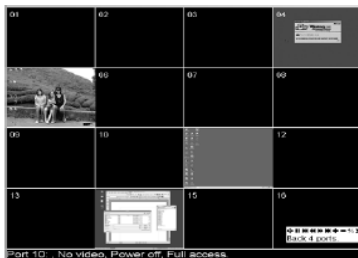 01 02 03 04
06 07 08
09 10 12
13 15 16
Back 4 ports.
Port 10: . No video, Power off, Full access.